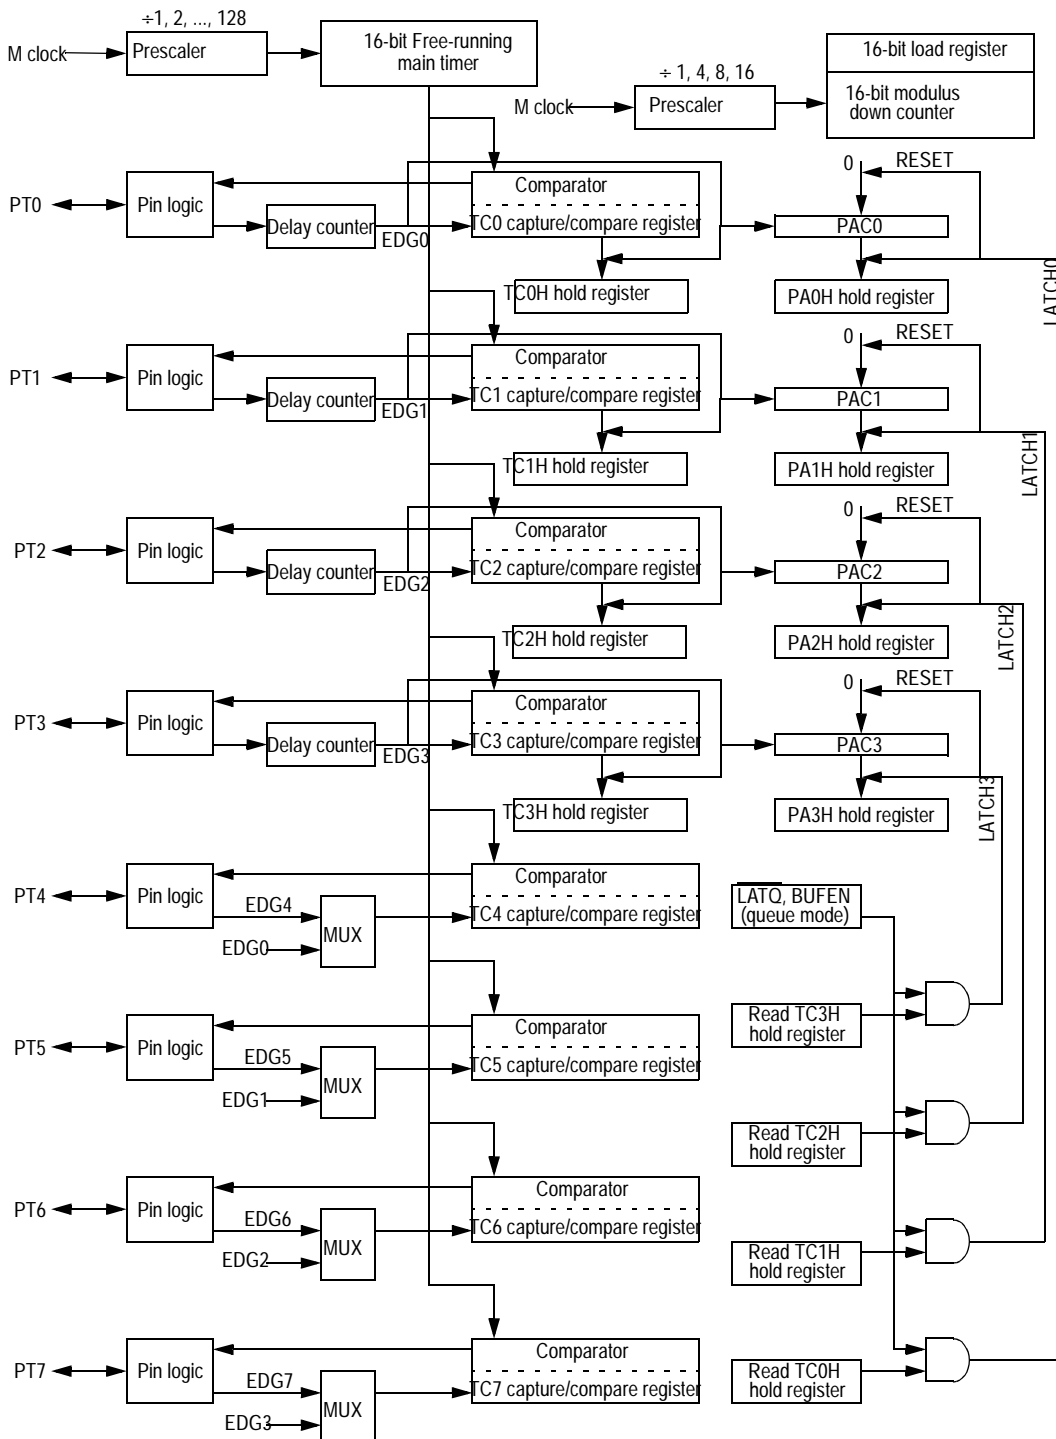 ÷1, 2, ..., 128
M clock
Prescaler
16-bit Free-running
main timer
÷ 1, 4, 8, 16
M clock
Prescaler
16-bit load register
16-bit modulus
down counter
PT0
Pin logic
Delay counter
EDG0
Comparator
TC0 capture/compare register
TC0H hold register
0
RESET
PAC0
PA0H hold register
LATCH0
PT1
Pin logic
Delay counter
EDG1
Comparator
TC1 capture/compare register
TC1H hold register
0
RESET
PAC1
PA1H hold register
LATCH1
PT2
Pin logic
Delay counter
EDG2
Comparator
TC2 capture/compare register
TC2H hold register
0
RESET
PAC2
PA2H hold register
LATCH2
PT3
Pin logic
Delay counter
EDG3
Comparator
TC3 capture/compare register
TC3H hold register
0
RESET
PAC3
PA3H hold register
LATCH3
PT4
Pin logic
EDG4
EDG0
MUX
Comparator
TC4 capture/compare register
LATQ, BUFEN
(queue mode)
PT5
Pin logic
EDG5
EDG1
MUX
Comparator
TC5 capture/compare register
Read TC3H
hold register
Read TC2H
hold register
PT6
Pin logic
EDG6
EDG2
MUX
Comparator
TC6 capture/compare register
Read TC1H
hold register
PT7
Pin logic
EDG7
EDG3
MUX
Comparator
TC7 capture/compare register
Read TC0H
hold register